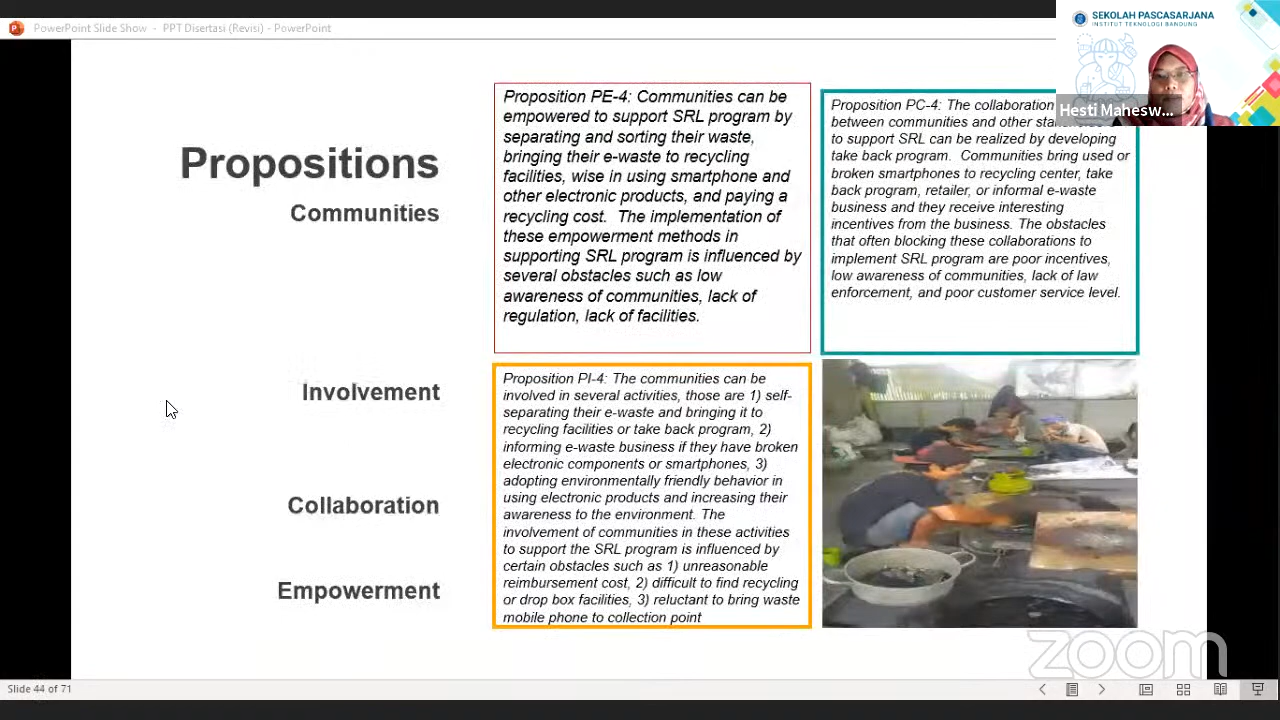 PowerPoint Slide Show - PPT Disertasi (Revisi) - PowerPoint
SEKOLAH PASCASARJANA
INSTITUT TEKNOLOGI BANDUNG
Hesti Mahesw...
Propositions
Communities
Involvement
Collaboration
Empowerment
Proposition PE-4: Communities can be
empowered to support SRL program by
separating and sorting their waste,
bringing their e-waste to recycling
facilities, wise in using smartphone and
other electronic products, and paying a
recycling cost. The implementation of
these empowerment methods in
supporting SRL program is influenced by
several obstacles such as low
awareness of communities, lack of
regulation, lack of facilities.
Proposition PC-4: The collaboration
between communities and other
to support SRL can be realized by developing
take back program. Communities bring used or
broken smartphones to recycling center, take
back program, retailer, or informal e-waste
business and they receive interesting
incentives from the business. The obstacles
that often blocking these collaborations to
implement SRL program are poor incentives,
low awareness of communities, lack of law
enforcement, and poor customer service level.
Proposition PI-4: The communities can be
involved in several activities, those are 1) self-
separating their e-waste and bringing it to
recycling facilities or take back program, 2)
informing e-waste business if they have broken
electronic components or smartphones, 3)
adopting environmentally friendly behavior in
using electronic products and increasing their
awareness to the environment. The
involvement of communities in these activities
to support the SRL program is influenced by
certain obstacles such as 1) unreasonable
reimbursement cost, 2) difficult to find recycling
or drop box facilities, 3) reluctant to bring waste
mobile phone to collection point
zoom
Slide 44 of 71